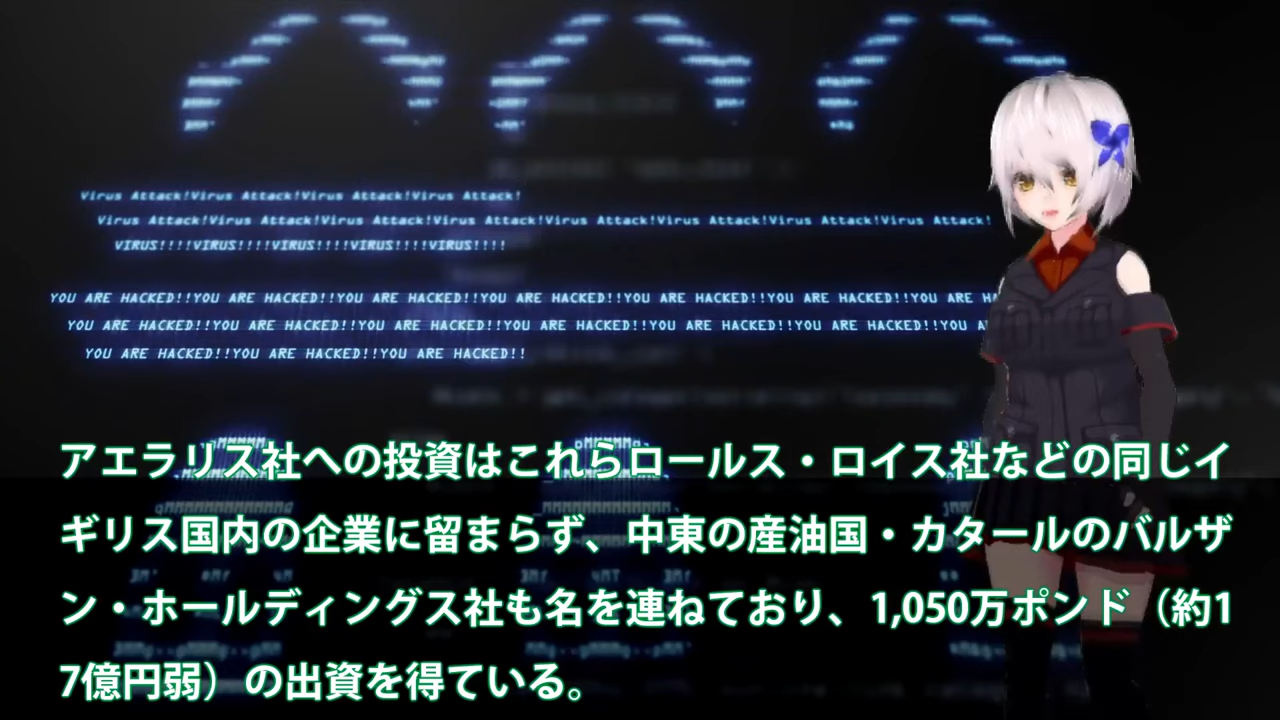 Virus Attack!Virus Attack!Virus Attack!Virus Attack!
Virus Attack!Virus Attack!Virus Attack!Virus Attack!Virus Attack!Virus Attack!Virus Attack!Virus Attack!
VIRUS!!!!VIRUS!!!!VIRUS!!!!VIRUS!!!!VIRUS!!!!
YOU ARE HACKED!!YOU ARE HACKED!!YOU ARE HACKED!!YOU ARE HACKED!!YOU ARE HACKED!!YOU ARE HACKED!!YOU ARE
YOU ARE HACKED!!YOU ARE HACKED!!YOU ARE HACKED!!YOU ARE HACKED!!YOU ARE HACKED!!YOU ARE HACKED!!YOU ARE
YOU ARE HACKED!!YOU ARE HACKED!!YOU ARE HACKED!!
アエラリス社への投資はこれらロールス・ロイス社などの同じイ
ギリス国内の企業に留まらず、中東の産油国・カタールのバルザ
ン・ホールディングス社も名を連ねており、1,050万ポンド（約1
7億円弱）の出資を得ている。